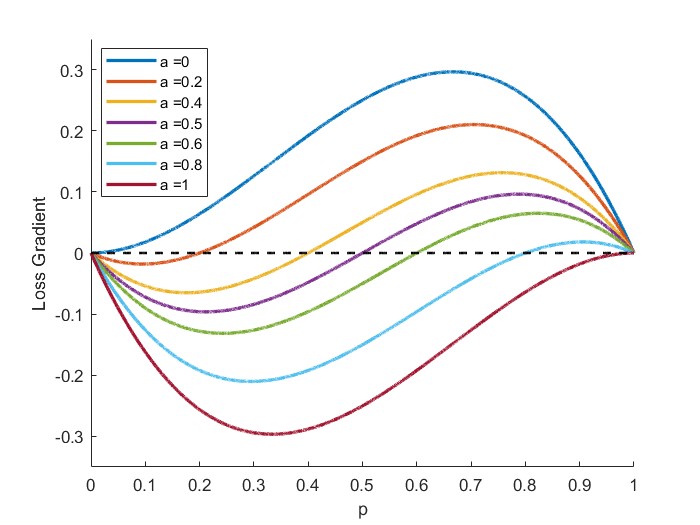 a =0
a =0.2
a =0.4
a =0.5
a =0.6
a =0.8
a =1
0.3
0.2
0.1
0
-0.1
-0.2
-0.3
Loss Gradient
0 0.1 0.2 0.3 0.4 0.5 0.6 0.7 0.8 0.9 1
p